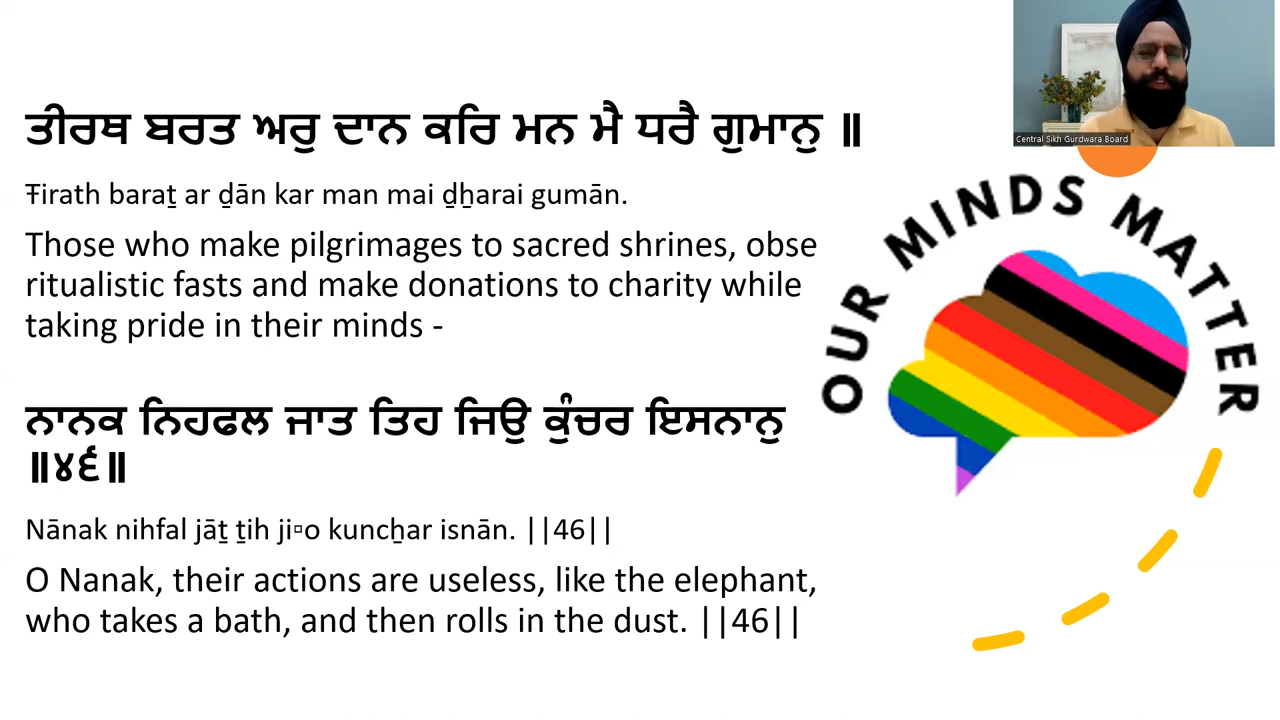 ਤੀਰਥ ਬਰਤ ਅਰੁ ਦਾਨ ਕਰਿ ਮਨ ਮੈ ਧਰੈ ਗੁਮਾਨੁ ॥
Ŧirath baraṯ ar ḏān kar man mai ḏẖarai gumān.
Those who make pilgrimages to sacred shrines, obse
ritualistic fasts and make donations to charity while
taking pride in their minds -
ਨਾਨਕ ਨਿਹਫਲ ਜਾਤ ਤਿਹ ਜਿਉ ਕੁੰਚਰ ਇਸਨਾਨੁ
॥੪੬॥
Nānak nihfal jāṯ ṯih ji▫o kuncẖar isnān. ||46||
O Nanak, their actions are useless, like the elephant,
who takes a bath, and then rolls in the dust. ||46||
Central Sikh Gurdwara Board
OUR MINDS MATTER